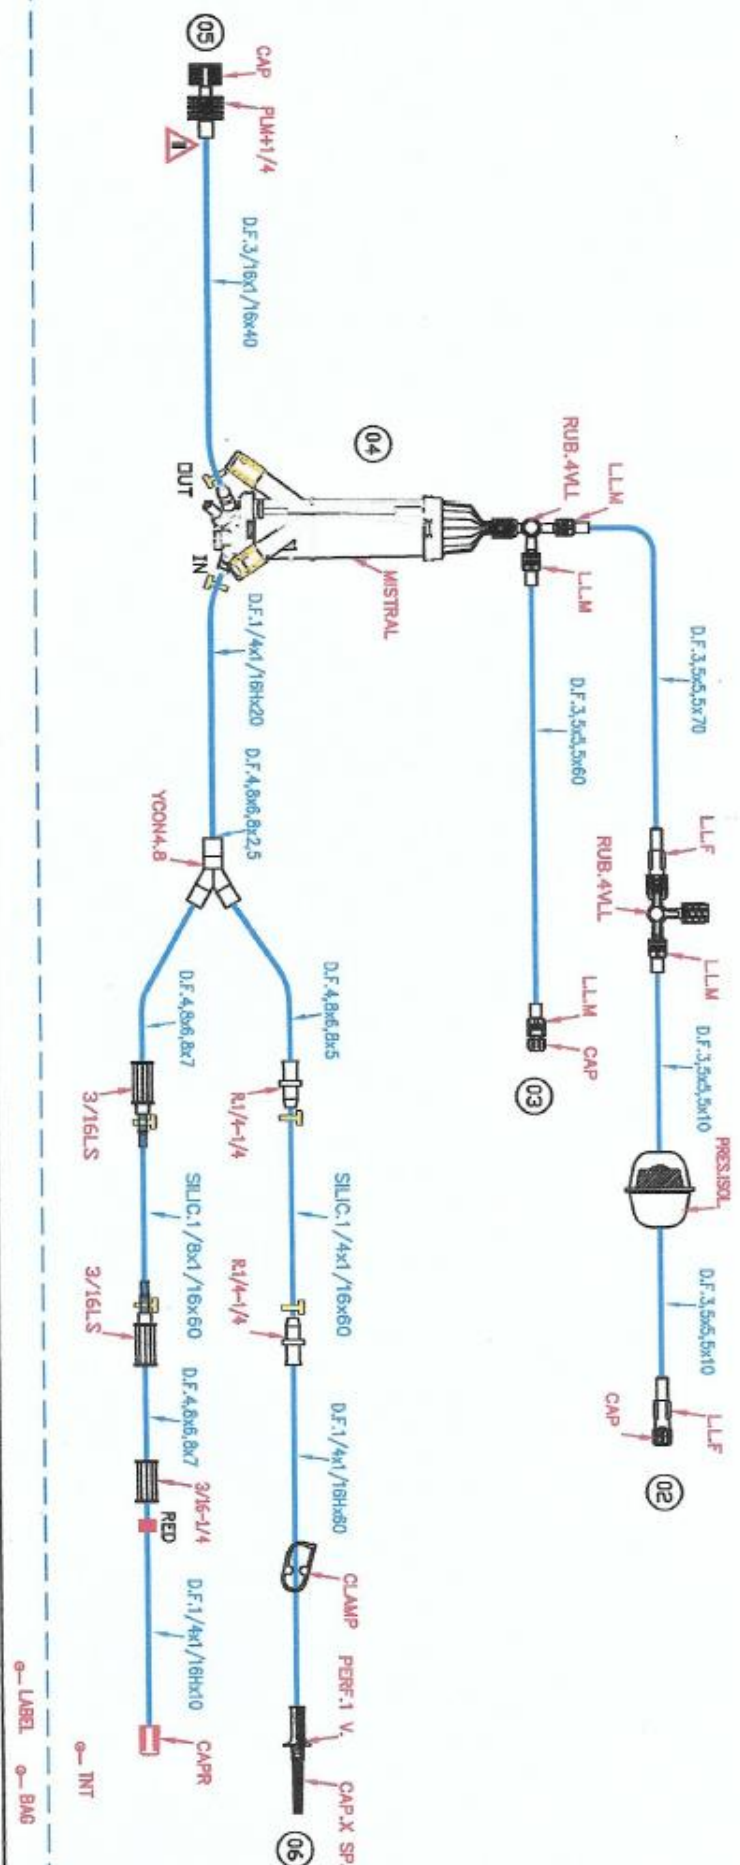 05
CAP
PLM+1/4
D.F.3/16x1/16x40
04
OUT
IN
MISTRAL
RUB.4VLL
L.L.M
L.L.M
D.F.3,5x5,5x70
D.F.3,5x5,5x60
L.L.F
RUB.4VLL
L.L.M
D.F.3,5x5,5x10
PRES.ISOL
D.F.3,5x5,5x10
L.L.F
CAP
02
L.L.M
CAP
03
D.F.1/4x1/16Hx20
D.F.4,8x6,8x2,5
YCON4.8
D.F.4,8x6,8x5
R.1/4-1/4
SILIC.1/4x1/16x60
R.1/4-1/4
D.F.1/4x1/16Hx60
CLAMP
PERF.1 V.
CAP.X SP.
06
D.F.4,8x6,8x7
3/16LS
SILIC.1/8x1/16x60
3/16LS
D.F.4,8x6,8x7
3/16-1/4
RED
D.F.1/4x1/16Hx10
CAPR
TNT
LABEL
BAG